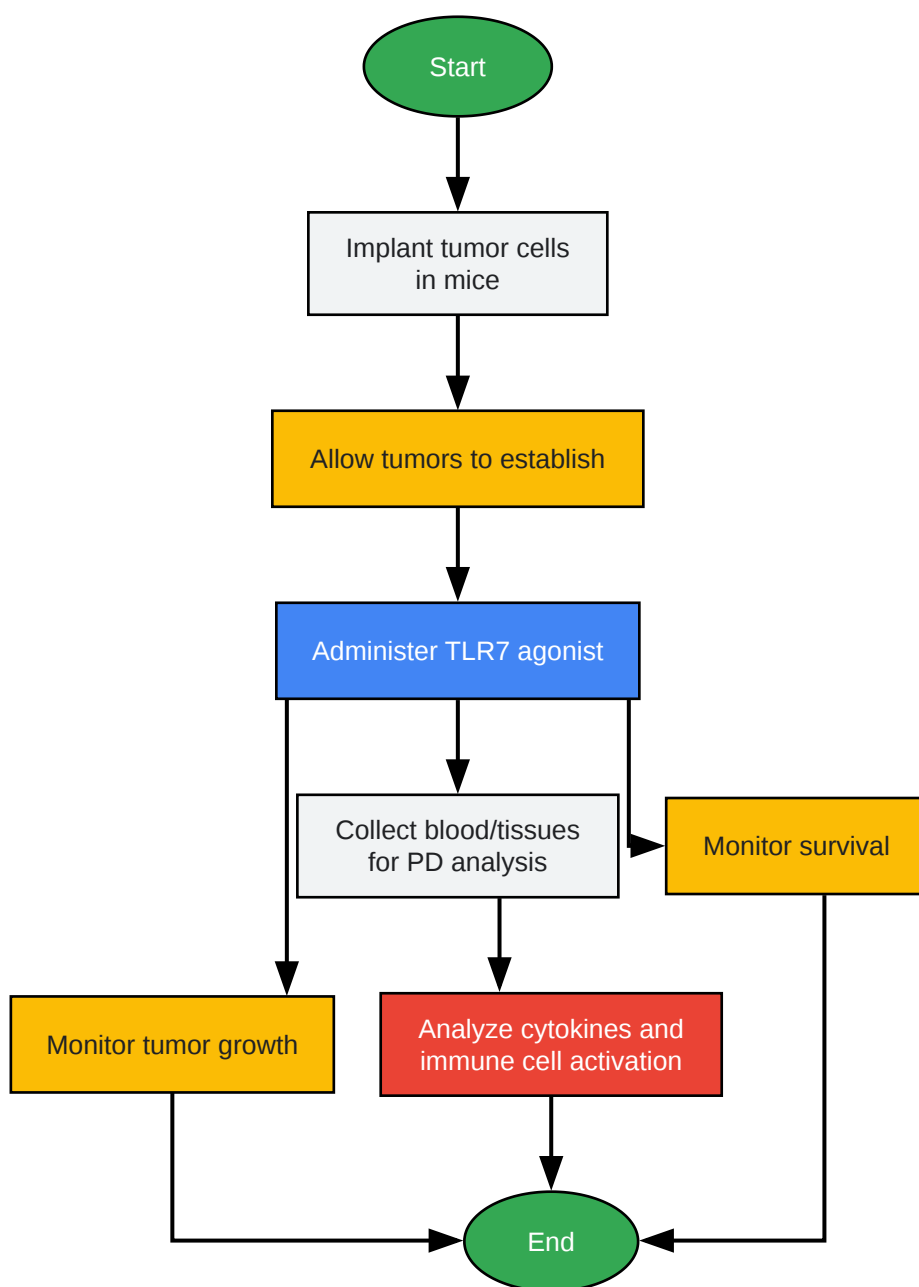 Start
Implant tumor cells
in mice
Allow tumors to establish
Administer TLR7 agonist
Collect blood/tissues
for PD analysis
Monitor survival
Monitor tumor growth
Analyze cytokines and
immune cell activation
End